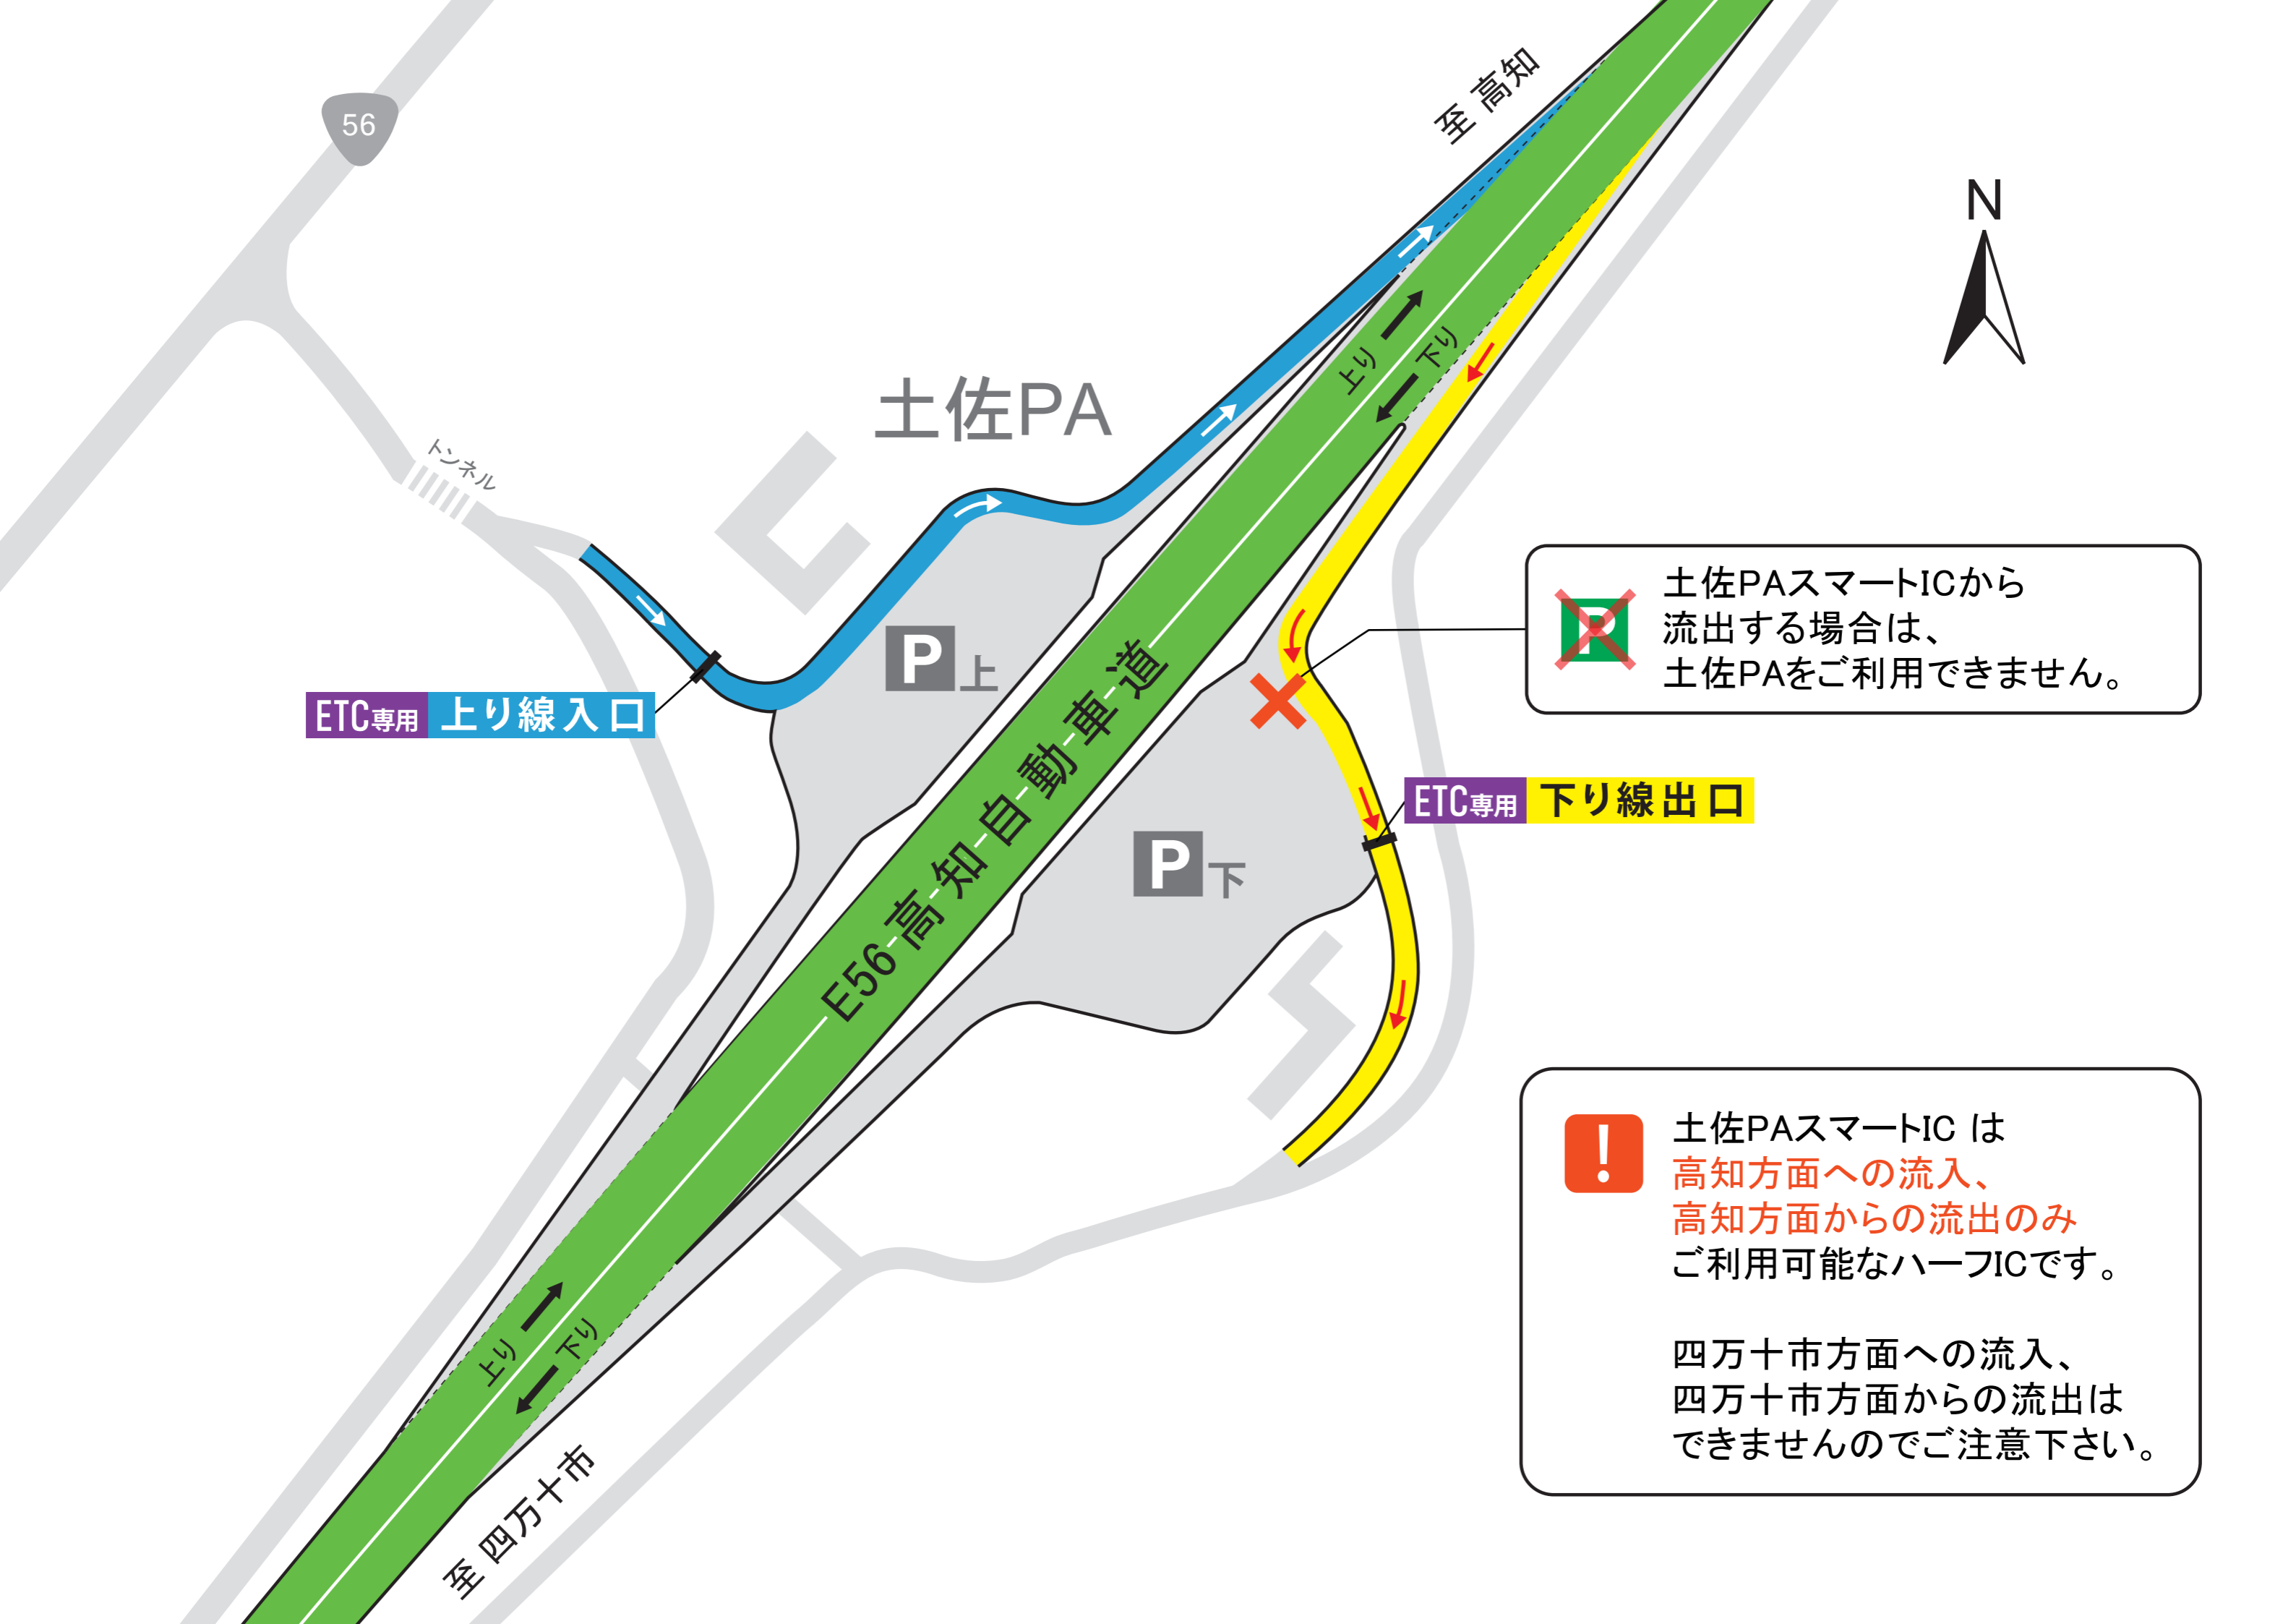 56
至 高知
N
トンネル
土佐PA
上り
下り
土佐PAスマートICから
流出する場合は、
土佐PAをご利用できません。
P
P上
ETC専用 上り線入口
ETC専用 下り線出口
P下
E56高知自動車道
!
土佐PAスマートIC は
高知方面への流入、
高知方面からの流出のみ
ご利用可能なハーフICです。
四万十市方面への流入、
四万十市方面からの流出は
できませんのでご注意下さい。
上り
下り
至 四万十市